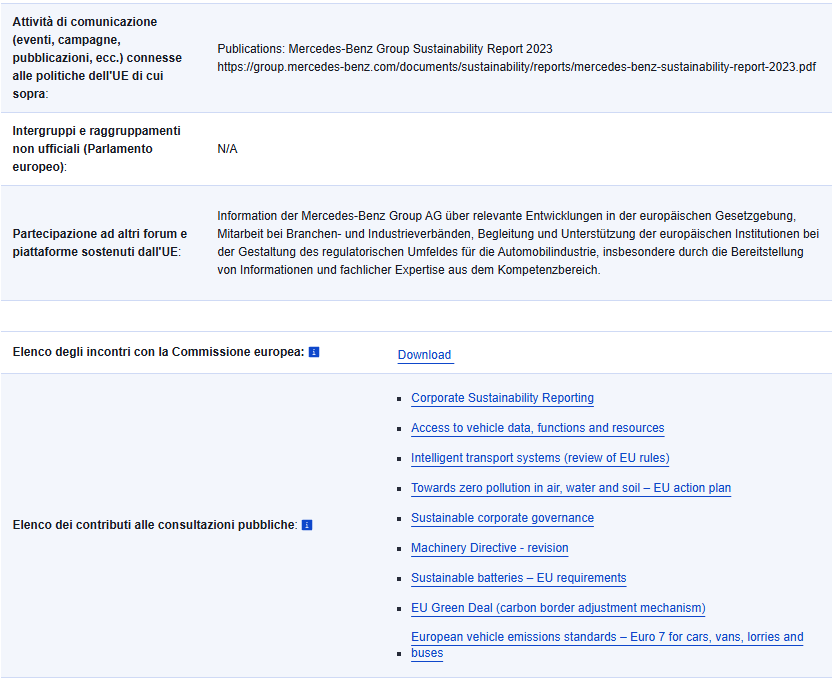 Attività di comunicazione
(eventi, campagne,
pubblicazioni, ecc.) connesse
alle politiche dell'UE di cui
sopra:
Publications: Mercedes-Benz Group Sustainability Report 2023
https://group.mercedes-benz.com/documents/sustainability/reports/mercedes-benz-sustainability-report-2023.pdf
Intergruppi e raggruppamenti
non ufficiali (Parlamento
europeo):
N/A
Partecipazione ad altri forum e
piattaforme sostenuti dall'UE:
Information der Mercedes-Benz Group AG über relevante Entwicklungen in der europäischen Gesetzgebung,
Mitarbeit bei Branchen- und Industrieverbänden, Begleitung und Unterstützung der europäischen Institutionen bei
der Gestaltung des regulatorischen Umfeldes für die Automobilindustrie, insbesondere durch die Bereitstellung
von Informationen und fachlicher Expertise aus dem Kompetenzbereich.
Elenco degli incontri con la Commissione europea: i
Download
Elenco dei contributi alle consultazioni pubbliche: i
Corporate Sustainability Reporting
Access to vehicle data, functions and resources
Intelligent transport systems (review of EU rules)
Towards zero pollution in air, water and soil – EU action plan
Sustainable corporate governance
Machinery Directive - revision
Sustainable batteries – EU requirements
EU Green Deal (carbon border adjustment mechanism)
European vehicle emissions standards – Euro 7 for cars, vans, lorries and
buses